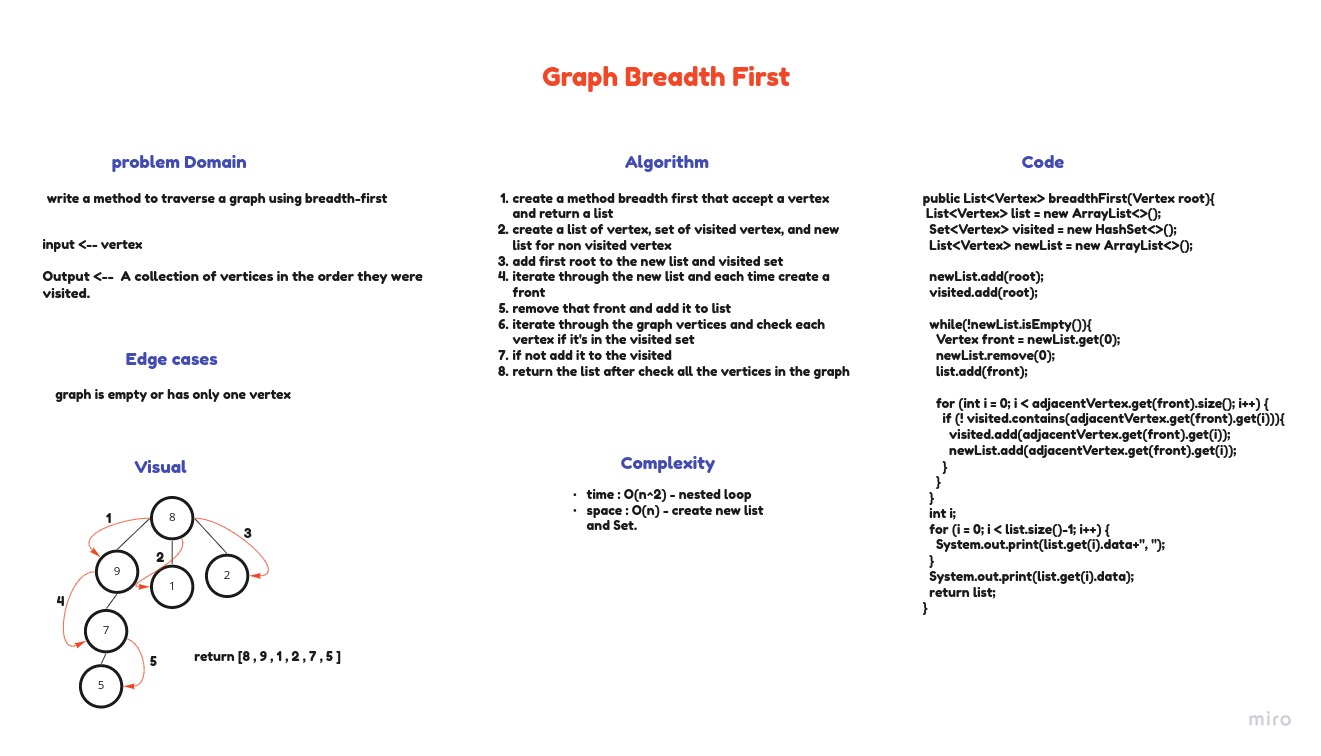 Graph Breadth First
problem Domain
write a method to traverse a graph using breadth-first
input <-- vertex
Output <-- A collection of vertices in the order they were
visited.
Edge cases
graph is empty or has only one vertex
Visual
1
8
3
2
9
1
2
4
7
5
return [8 , 9 , 1 , 2 , 7 , 5 ]
5
Algorithm
1. create a method breadth first that accept a vertex
and return a list
2. create a list of vertex, set of visited vertex, and new
list for non visited vertex
3. add first root to the new list and visited set
4. iterate through the new list and each time create a
front
5. remove that front and add it to list
6. iterate through the graph vertices and check each
vertex if it's in the visited set
7. if not add it to the visited
8. return the list after check all the vertices in the graph
Complexity
• time : O(n^2) - nested loop
• space : O(n) - create new list
and Set.
Code
public List<Vertex> breadthFirst(Vertex root){
List<Vertex> list = new ArrayList<>();
Set<Vertex> visited = new HashSet<>();
List<Vertex> newList = new ArrayList<>();
newList.add(root);
visited.add(root);
while(!newList.isEmpty()){
Vertex front = newList.get(0);
newList.remove(0);
list.add(front);
for (int i = 0; i < adjacentVertex.get(front).size(); i++) {
if (! visited.contains(adjacentVertex.get(front).get(i))){
visited.add(adjacentVertex.get(front).get(i));
newList.add(adjacentVertex.get(front).get(i));
}
}
}
int i;
for (i = 0; i < list.size()-1; i++) {
System.out.print(list.get(i).data+", ");
}
System.out.print(list.get(i).data);
return list;
}
miro